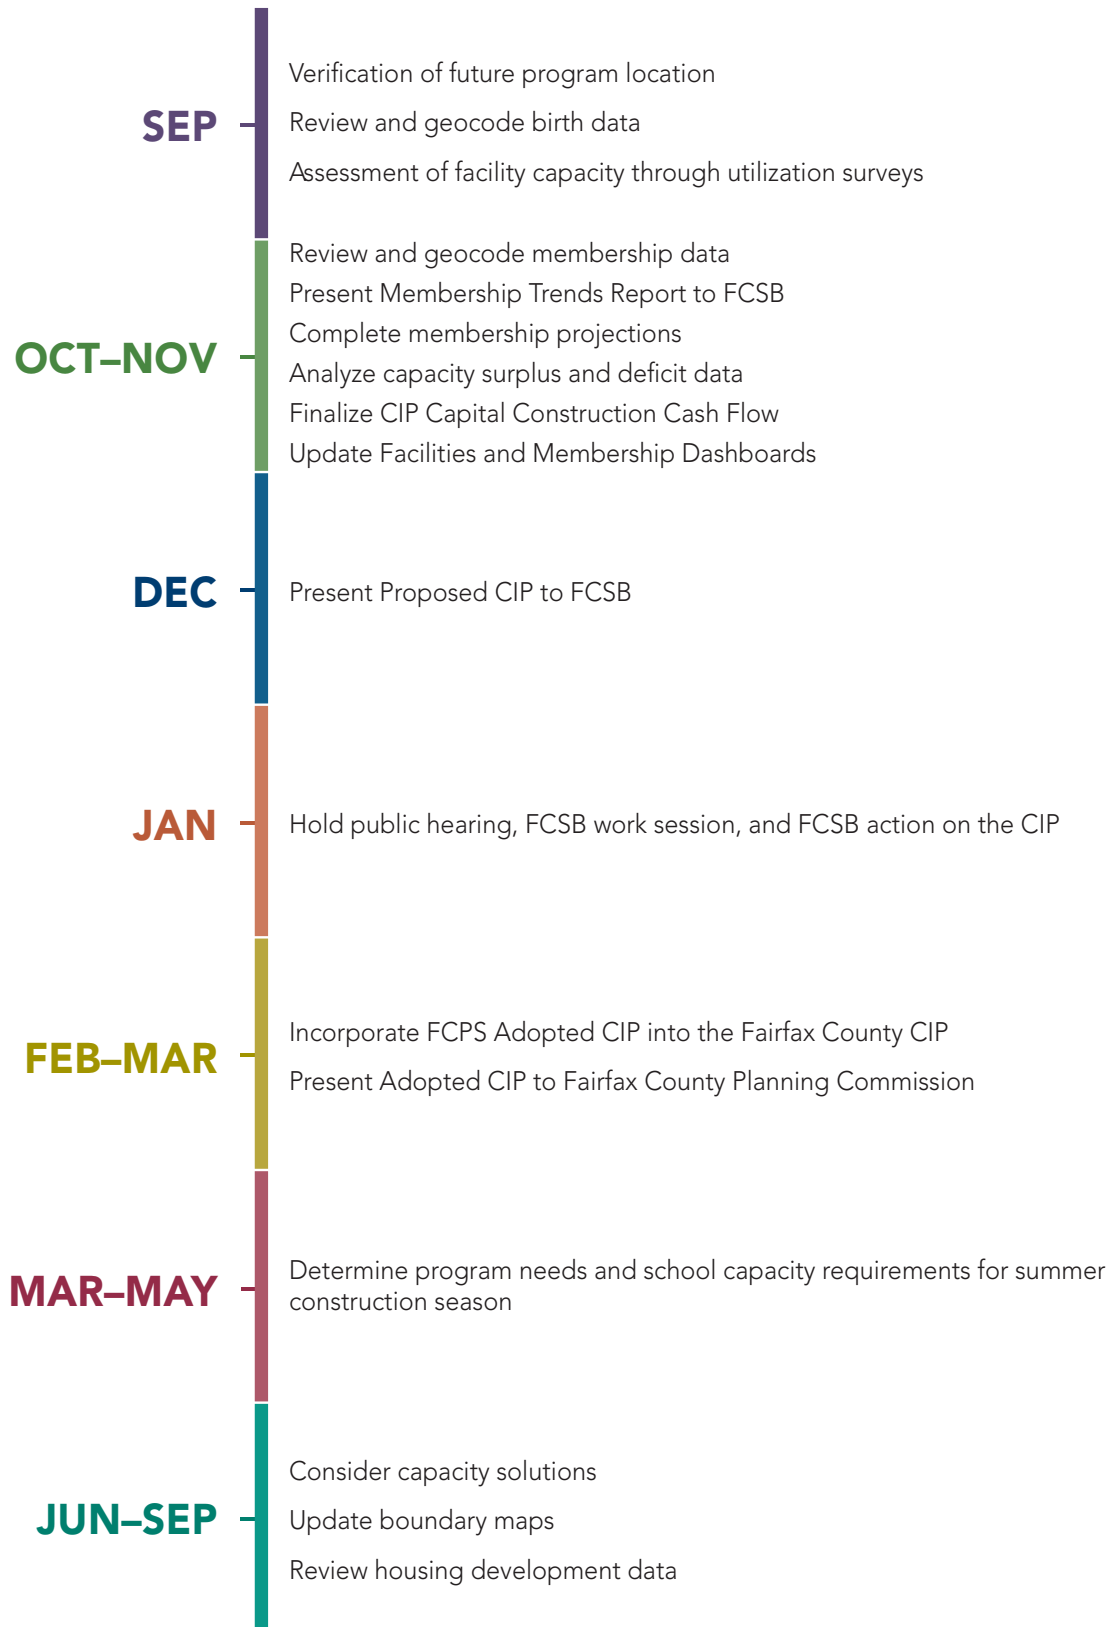 SEP
Verification of future program location
Review and geocode birth data
Assessment of facility capacity through utilization surveys
OCT–NOV
Review and geocode membership data
Present Membership Trends Report to FCSB
Complete membership projections
Analyze capacity surplus and deficit data
Finalize CIP Capital Construction Cash Flow
Update Facilities and Membership Dashboards
DEC
Present Proposed CIP to FCSB
JAN
Hold public hearing, FCSB work session, and FCSB action on the CIP
FEB–MAR
Incorporate FCPS Adopted CIP into the Fairfax County CIP
Present Adopted CIP to Fairfax County Planning Commission
MAR–MAY
Determine program needs and school capacity requirements for summer
construction season
JUN–SEP
Consider capacity solutions
Update boundary maps
Review housing development data